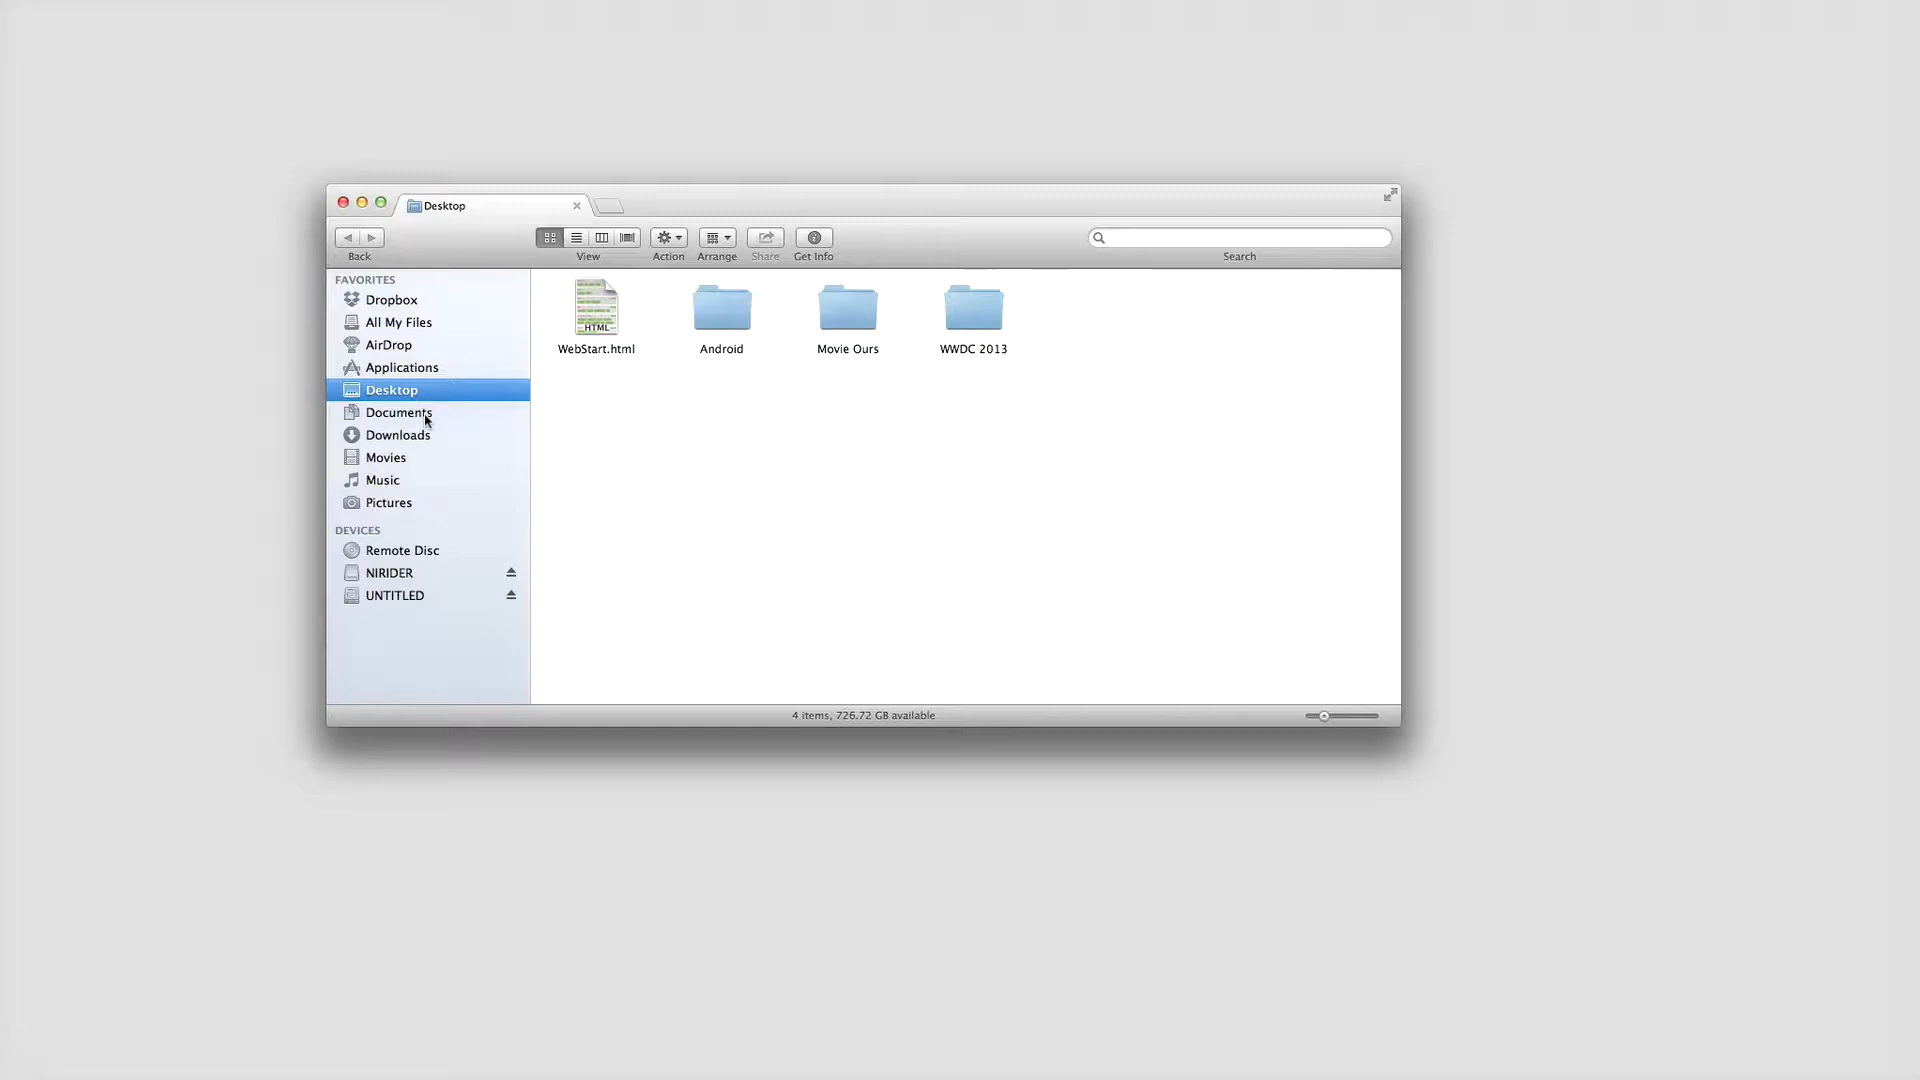 Desktop
Back
View
Action
Arrange
Share
Get Info
Search
FAVORITES
Dropbox
All My Files
AirDrop
Applications
Desktop
Documents
Downloads
Movies
Music
Pictures
DEVICES
Remote Disc
NIRIDER
UNTITLED
HTML
WebStart.html
Android
Movie Ours
WWDC 2013
4 items, 726.72 GB available